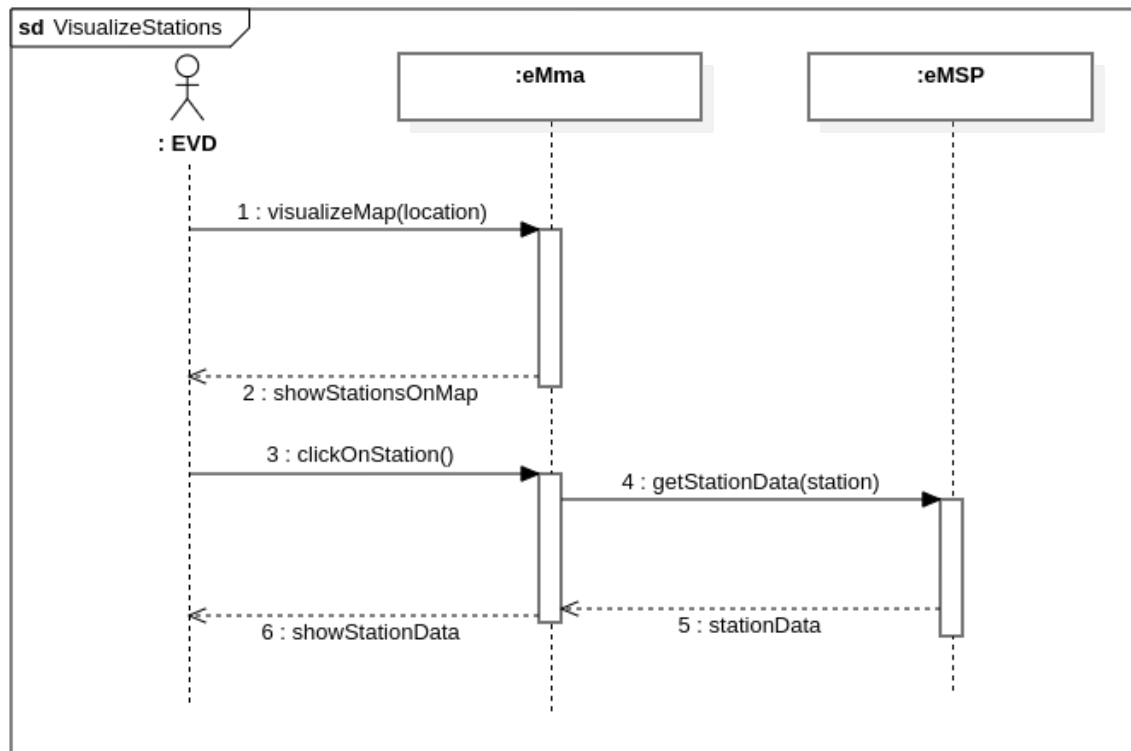 sd VisualizeStations
: EVD
:eMma
:eMSP
1 : visualizeMap(location)
2 : showStationsOnMap
3 : clickOnStation()
4 : getStationData(station)
5 : stationData
6 : showStationData